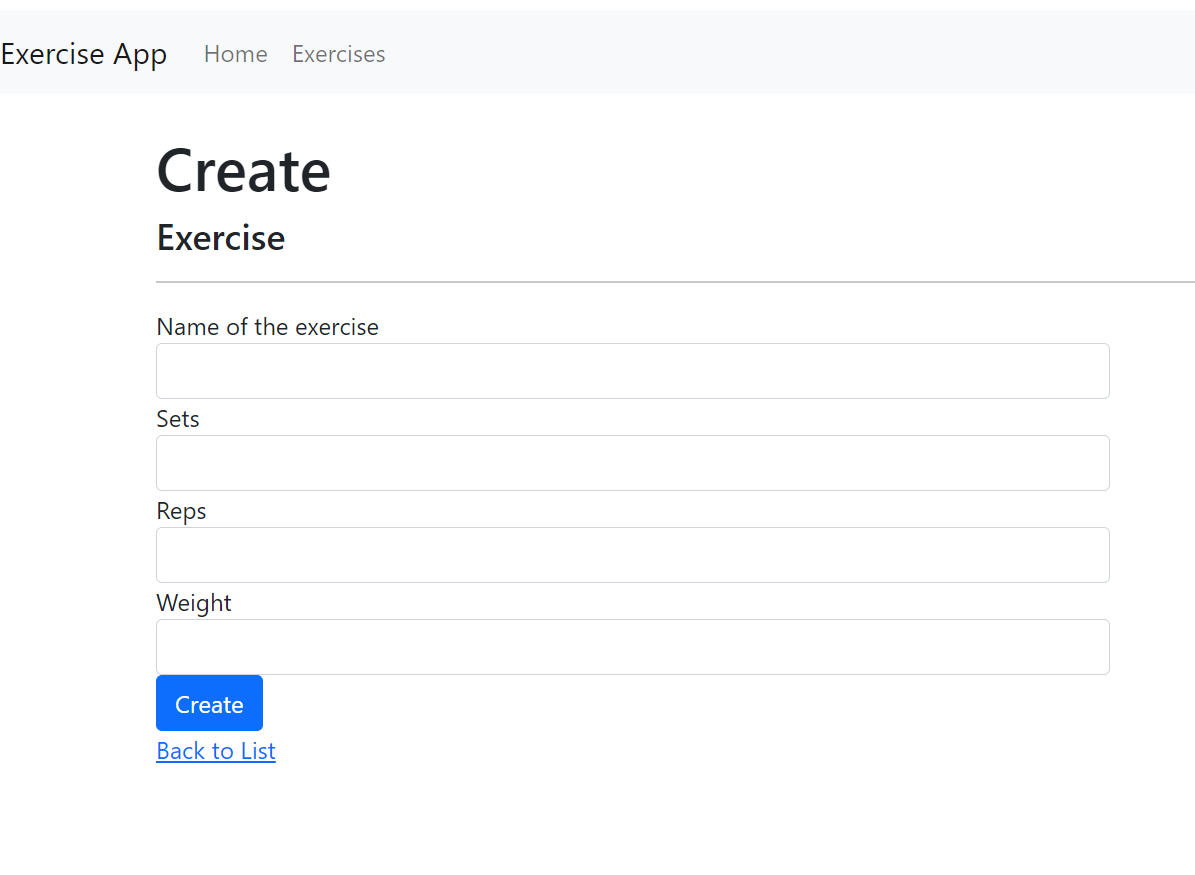 Exercise App Home Exercises
Create
Exercise
Name of the exercise
Sets
Reps
Weight
Create
Back to List